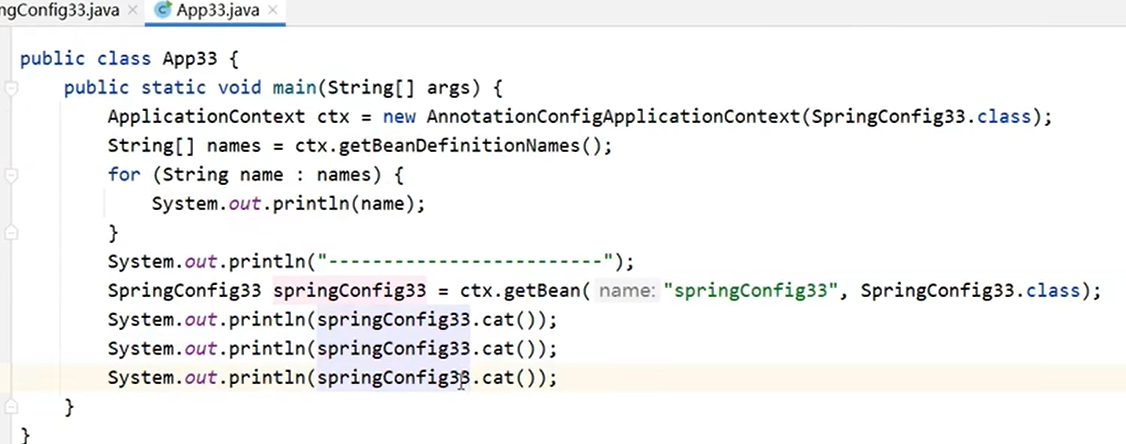 ngConfig33.java × App33.java ×
public class App33 {
    public static void main(String[] args) {
        ApplicationContext ctx = new AnnotationConfigApplicationContext(SpringConfig33.class);
        String[] names = ctx.getBeanDefinitionNames();
        for (String name : names) {
            System.out.println(name);
        }
        System.out.println("-------------------------");
        SpringConfig33 springConfig33 = ctx.getBean( name: "springConfig33", SpringConfig33.class);
        System.out.println(springConfig33.cat());
        System.out.println(springConfig33.cat());
        System.out.println(springConfig33.cat());
    }
}